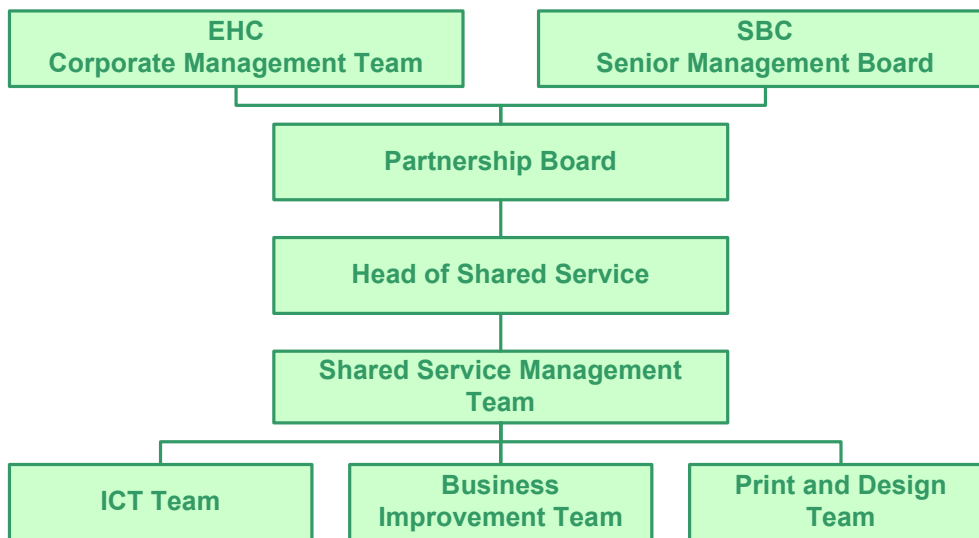 EHC
Corporate Management Team
SBC
Senior Management Board
Partnership Board
Head of Shared Service
Shared Service Management
Team
ICT Team
Business
Improvement Team
Print and Design
Team